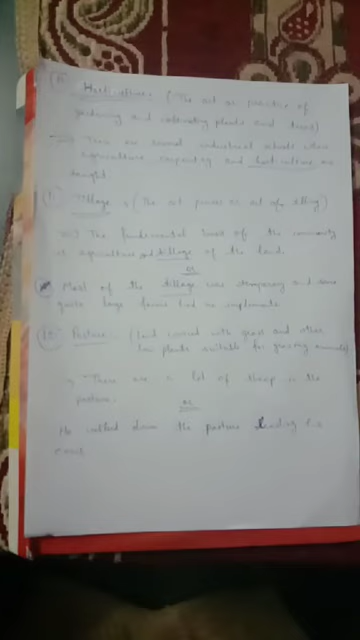 Horticulture (The art or practice of
gardening and cultivating plants and trees)
There are several industrial schools where
agriculture carpentry and horticulture are
taught
Tillage (The act process or art of tilling)
The fundamental of the community
is agriculture and tillage of the land.
or
Most of the tillage was and some
quite large farms had no implements
Pasture (Land covered with grass and other
low plants suitable for grazing animals)
There are a lot of sheep in the
pasture.
or
He walked down the pasture leading his